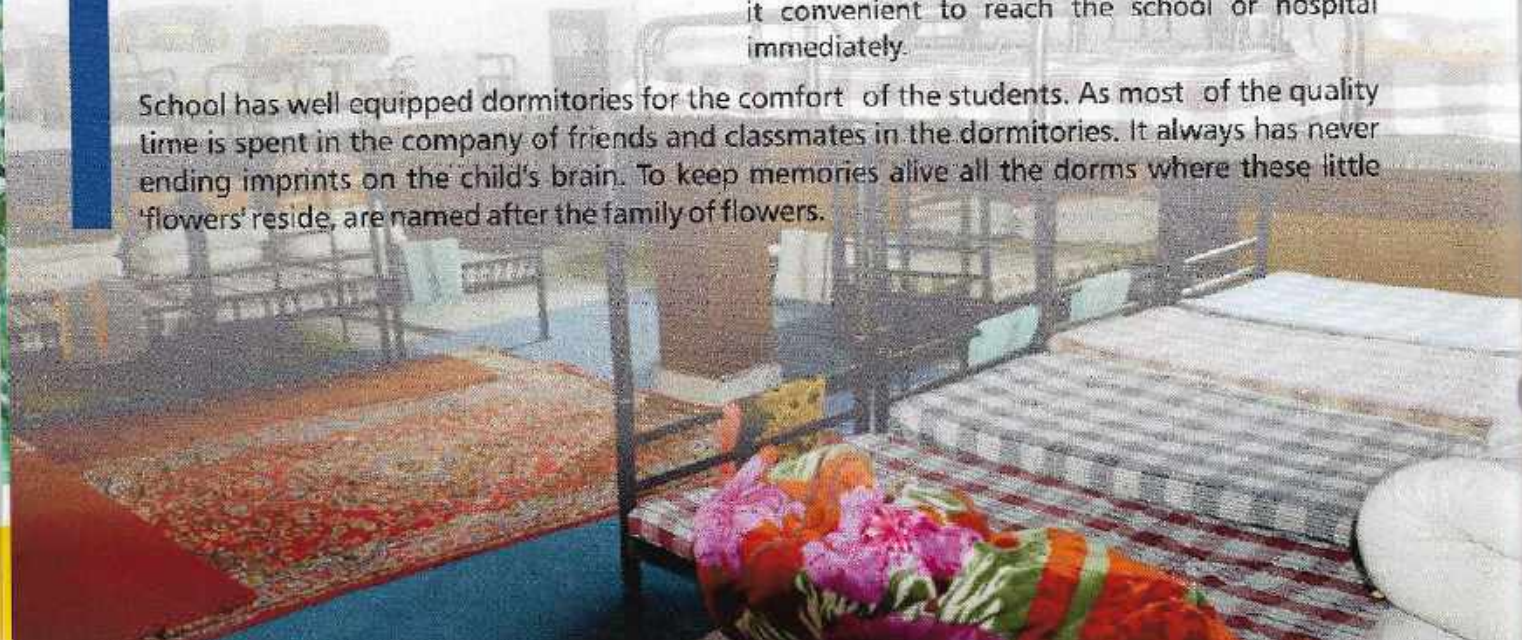 it convenient to reach the school or hospital
immediately.
School has well equipped dormitories for the comfort of the students. As most of the quality
time is spent in the company of friends and classmates in the dormitories. It always has never
ending imprints on the child's brain. To keep memories alive all the dorms where these little
'flowers' reside, are named after the family of flowers.